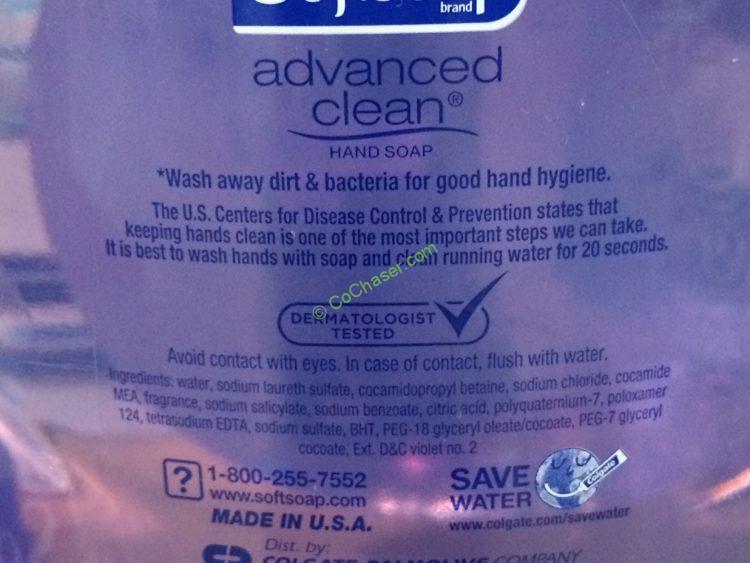 Softsoap
brand
advanced
clean®
HAND SOAP
*Wash away dirt & bacteria for good hand hygiene.
The U.S. Centers for Disease Control & Prevention states that
keeping hands clean is one of the most important steps we can take.
It is best to wash hands with soap and clean running water for 20 seconds.
© CoChaser.com
DERMATOLOGIST
TESTED
Avoid contact with eyes. In case of contact, flush with water.
Ingredients: water, sodium laureth sulfate, cocamidopropyl betaine, sodium chloride, cocamide
MEA, fragrance, sodium salicylate, sodium benzoate, citric acid, polyquaternium-7, poloxamer
124, tetrasodium EDTA, sodium sulfate, BHT, PEG-18 glyceryl oleate/cocoate, PEG-7 glyceryl
cocoate, Ext. D&C violet no. 2
? 1-800-255-7552
www.softsoap.com
MADE IN U.S.A.
SAVE
WATER
Colgate
www.colgate.com/savewater
Dist. by:
COLGATE-PALMOLIVE COMPANY